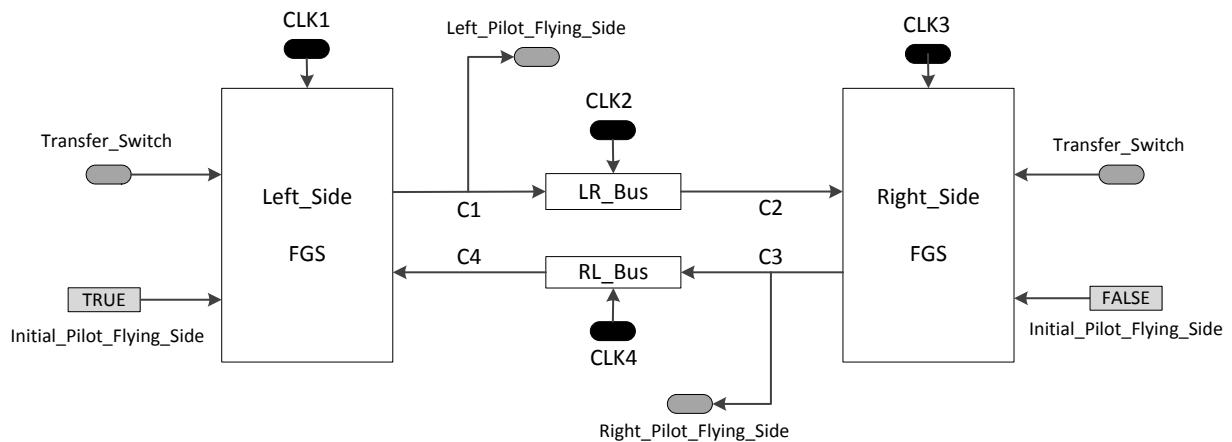 CLK1
Left_Pilot_Flying_Side
CLK3
CLK2
Transfer_Switch
Transfer_Switch
Left_Side
FGS
LR_Bus
Right_Side
FGS
C1
C2
C4
RL_Bus
C3
TRUE
FALSE
Initial_Pilot_Flying_Side
Initial_Pilot_Flying_Side
CLK4
Right_Pilot_Flying_Side